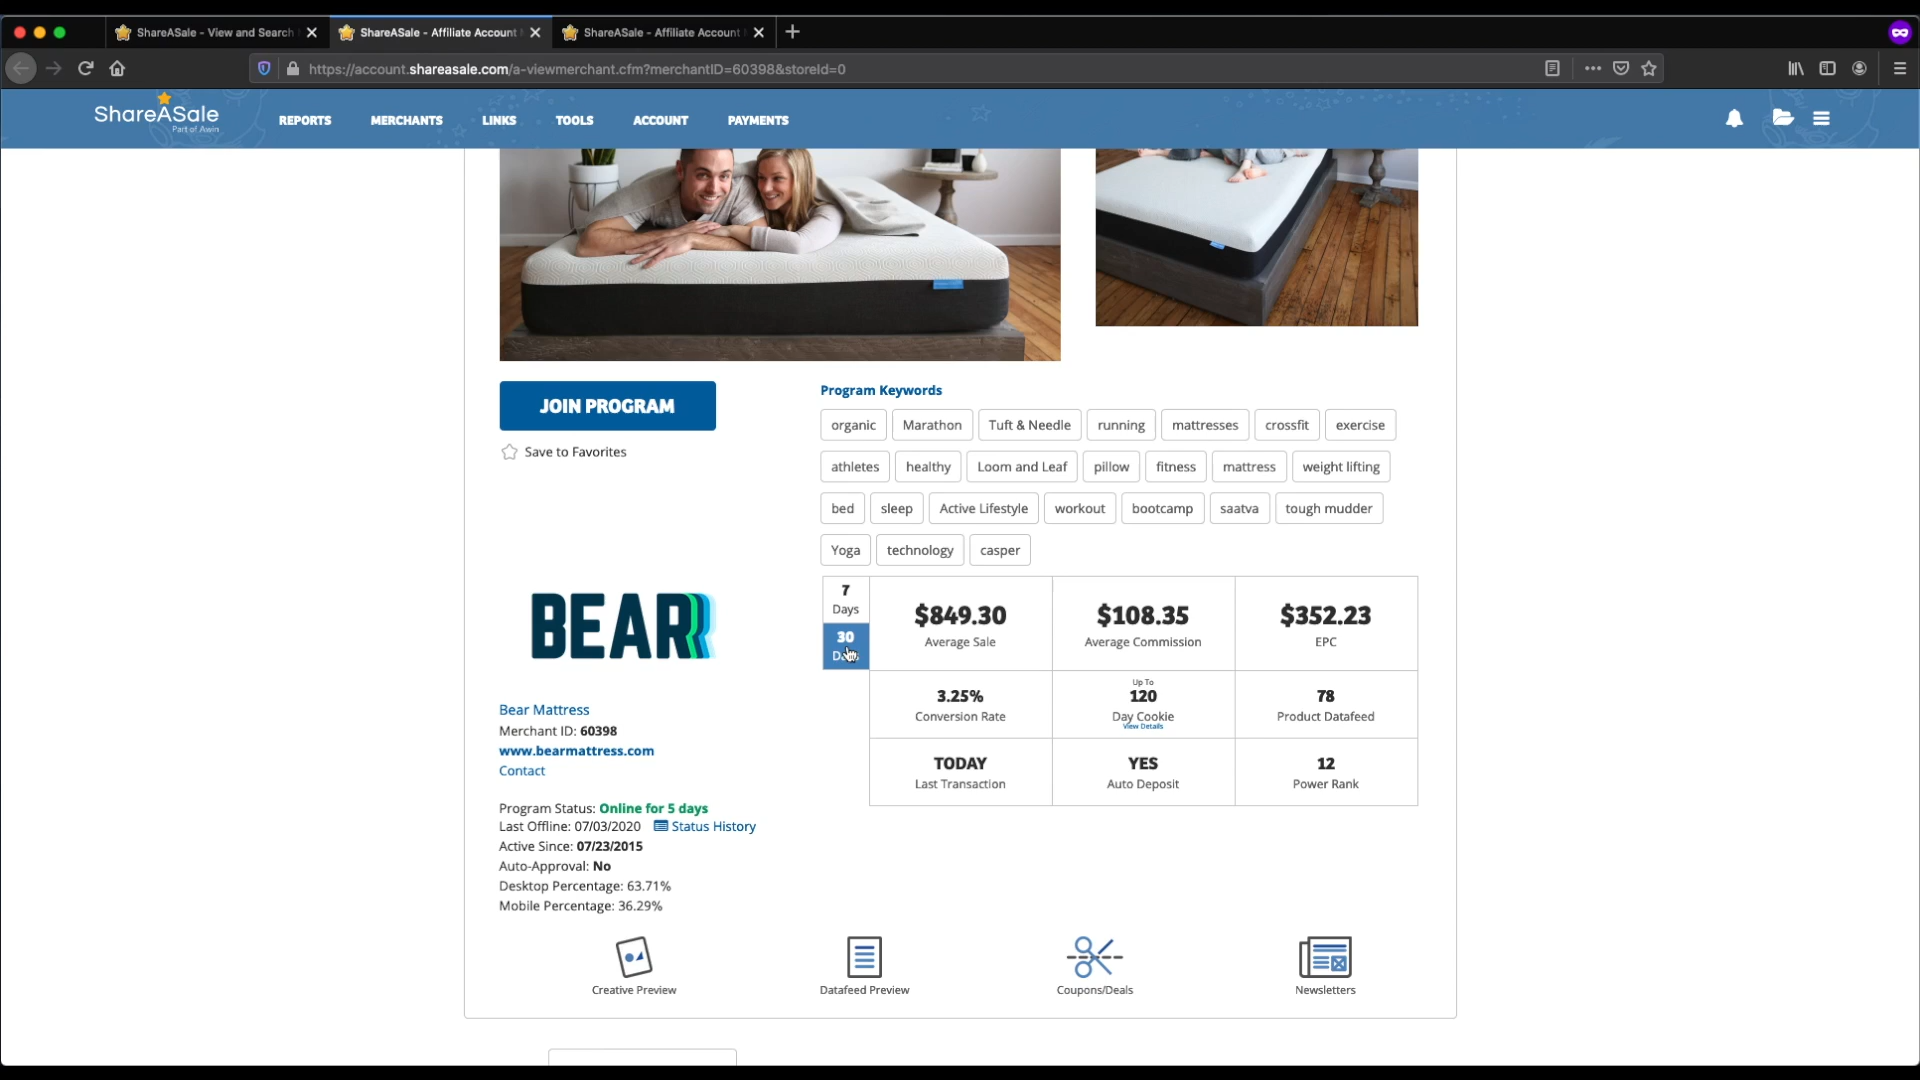 ShareASale - View and Search
ShareASale - Affiliate Account
ShareASale - Affiliate Account
https://account.shareasale.com/a-viewmerchant.cfm?merchantID=60398&storeId=0
ShareASale
Part of Awin
REPORTS
MERCHANTS
LINKS
TOOLS
ACCOUNT
PAYMENTS
JOIN PROGRAM
Save to Favorites
Program Keywords
organic Marathon Tuft & Needle running mattresses crossfit exercise
athletes healthy Loom and Leaf pillow fitness mattress weight lifting
bed sleep Active Lifestyle workout bootcamp saatva tough mudder
Yoga technology casper
7
Days
30
$849.30
Average Sale
$108.35
Average Commission
$352.23
EPC
3.25%
Conversion Rate
Up To
120
Day Cookie
View Details
78
Product Datafeed
TODAY
Last Transaction
YES
Auto Deposit
12
Power Rank
BEAR
Bear Mattress
Merchant ID: 60398
www.bearmattress.com
Contact
Program Status: Online for 5 days
Last Offline: 07/03/2020 Status History
Active Since: 07/23/2015
Auto-Approval: No
Desktop Percentage: 63.71%
Mobile Percentage: 36.29%
Creative Preview
Datafeed Preview
Coupons/Deals
Newsletters